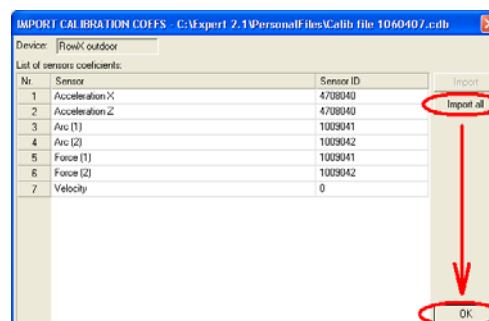 IMPORT CALIBRATION COEFS - C:\Expert 2.1\PersonalFiles\Calib file 1060407.cdb
Device: RowX outdoor
List of sensors coeficients:
Nr. Sensor Sensor ID
1 Acceleration X 4708040
2 Acceleration Z 4708040
3 Arc (1) 1009041
4 Arc (2) 1009042
5 Force (1) 1009041
6 Force (2) 1009042
7 Velocity 0
Import
Import all
OK